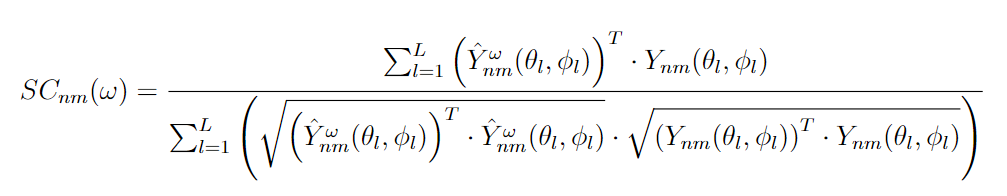 $SC_{nm}(\omega) = \frac{\sum_{l=1}^{L} \left( \hat{Y}_{nm}^{\omega}(\theta_l, \phi_l) \right)^T \cdot Y_{nm}(\theta_l, \phi_l)}{\sum_{l=1}^{L} \left( \sqrt{\left( \hat{Y}_{nm}^{\omega}(\theta_l, \phi_l) \right)^T \cdot \hat{Y}_{nm}^{\omega}(\theta_l, \phi_l)} \cdot \sqrt{\left( Y_{nm}(\theta_l, \phi_l) \right)^T \cdot Y_{nm}(\theta_l, \phi_l)} \right)}$